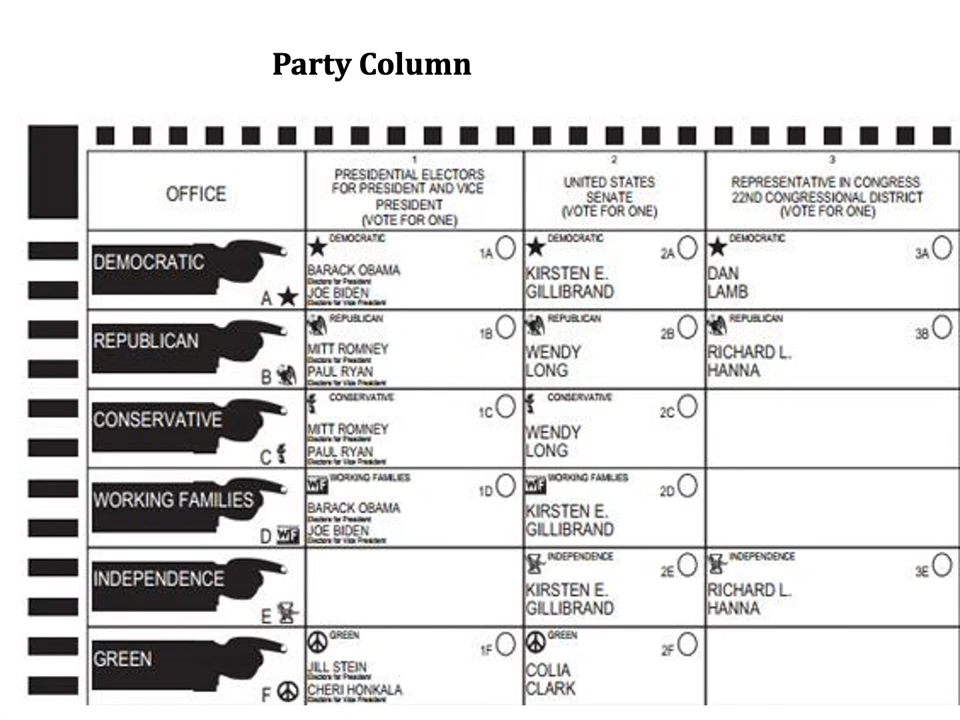 Party Column
OFFICE
1
PRESIDENTIAL ELECTORS
FOR PRESIDENT AND VICE
PRESIDENT
(VOTE FOR ONE)
2
UNITED STATES
SENATE
(VOTE FOR ONE)
3
REPRESENTATIVE IN CONGRESS
22ND CONGRESSIONAL DISTRICT
(VOTE FOR ONE)
DEMOCRATIC
A
DEMOCRATIC
1A
BARACK OBAMA
Electors for President
JOE BIDEN
Electors for Vice President
DEMOCRATIC
2A
KIRSTEN E.
GILLIBRAND
DEMOCRATIC
3A
DAN
LAMB
REPUBLICAN
B
REPUBLICAN
1B
MITT ROMNEY
Electors for President
PAUL RYAN
Electors for Vice President
REPUBLICAN
2B
WENDY
LONG
REPUBLICAN
3B
RICHARD L.
HANNA
CONSERVATIVE
C
CONSERVATIVE
1C
MITT ROMNEY
Electors for President
PAUL RYAN
Electors for Vice President
CONSERVATIVE
2C
WENDY
LONG
WORKING FAMILIES
D WF
WF WORKING FAMILIES
1D
BARACK OBAMA
Electors for President
JOE BIDEN
Electors for Vice President
WF WORKING FAMILIES
2D
KIRSTEN E.
GILLIBRAND
INDEPENDENCE
E
INDEPENDENCE
2E
KIRSTEN E.
GILLIBRAND
INDEPENDENCE
3E
RICHARD L.
HANNA
GREEN
F
GREEN
1F
JILL STEIN
Electors for President
CHERI HONKALA
Electors for Vice President
GREEN
2F
COLIA
CLARK